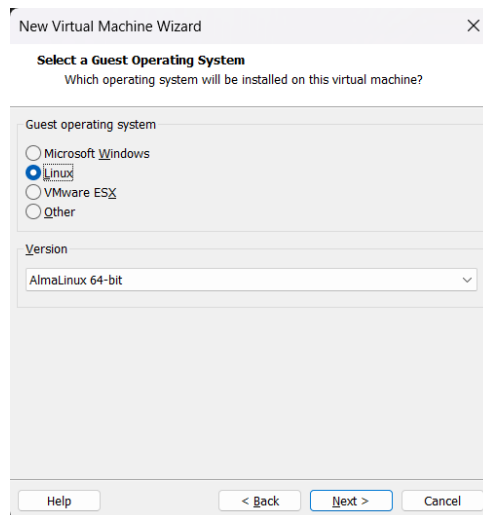 New Virtual Machine Wizard
Select a Guest Operating System
Which operating system will be installed on this virtual machine?
Guest operating system
Microsoft Windows
Linux
VMware ESX
Other
Version
AlmaLinux 64-bit
Help < Back Next > Cancel